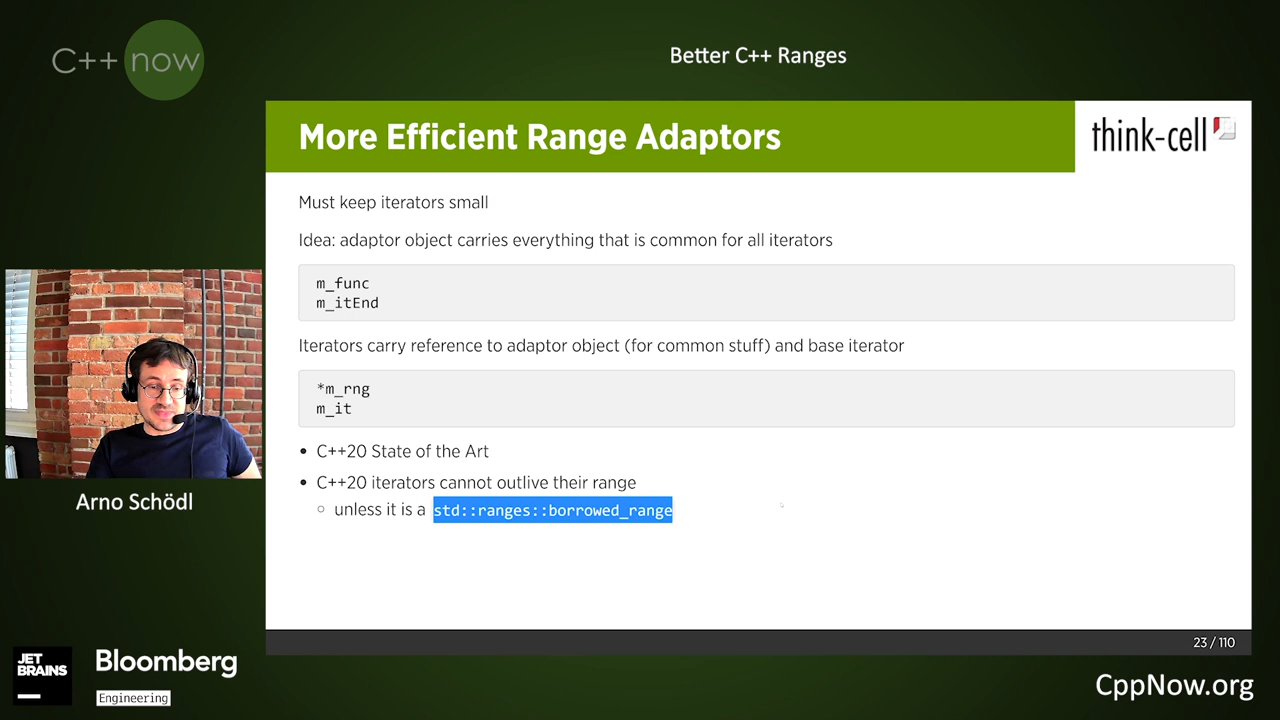 C++ now
Better C++ Ranges
More Efficient Range Adaptors
think-cell
Must keep iterators small
Idea: adaptor object carries everything that is common for all iterators
m_func
m_itEnd
Iterators carry reference to adaptor object (for common stuff) and base iterator
*m_rng
m_it
• C++20 State of the Art
• C++20 iterators cannot outlive their range
○ unless it is a std::ranges::borrowed_range
Arno Schödl
23 / 110
JET
BRAINS
Bloomberg
Engineering
CppNow.org